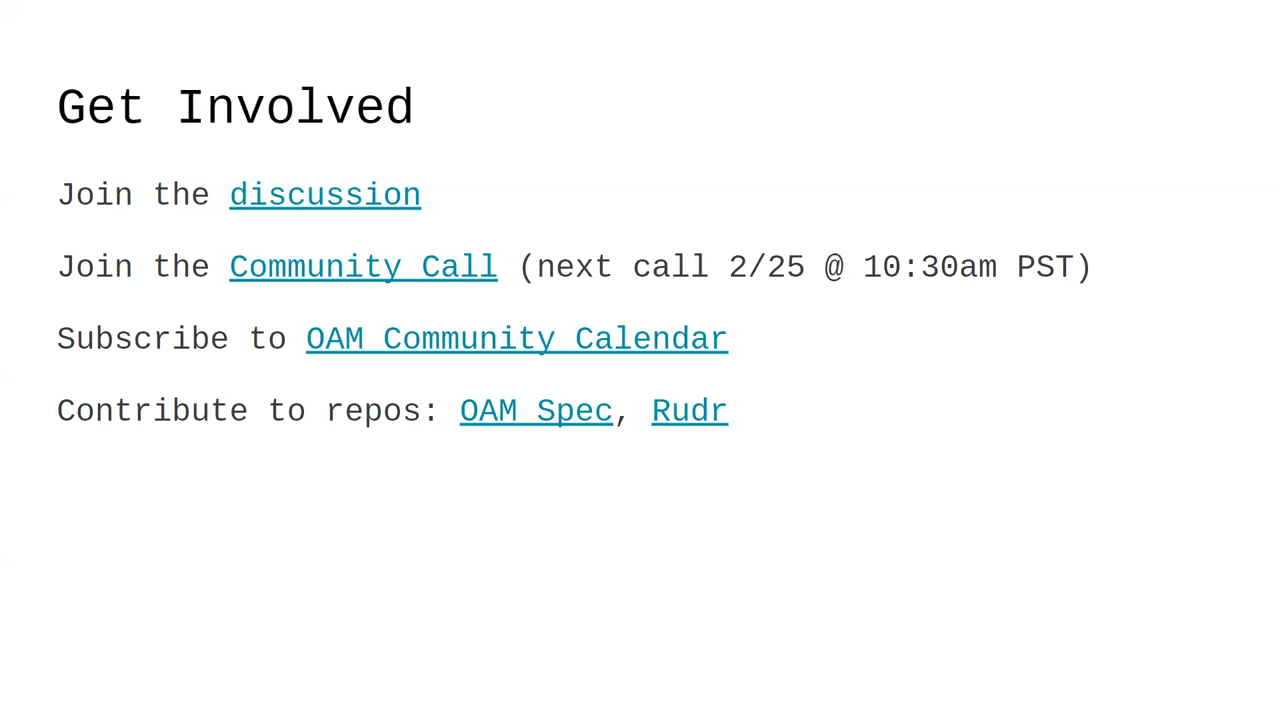 Get Involved
Join the discussion
Join the Community Call (next call 2/25 @ 10:30am PST)
Subscribe to OAM Community Calendar
Contribute to repos: OAM Spec, Rudr